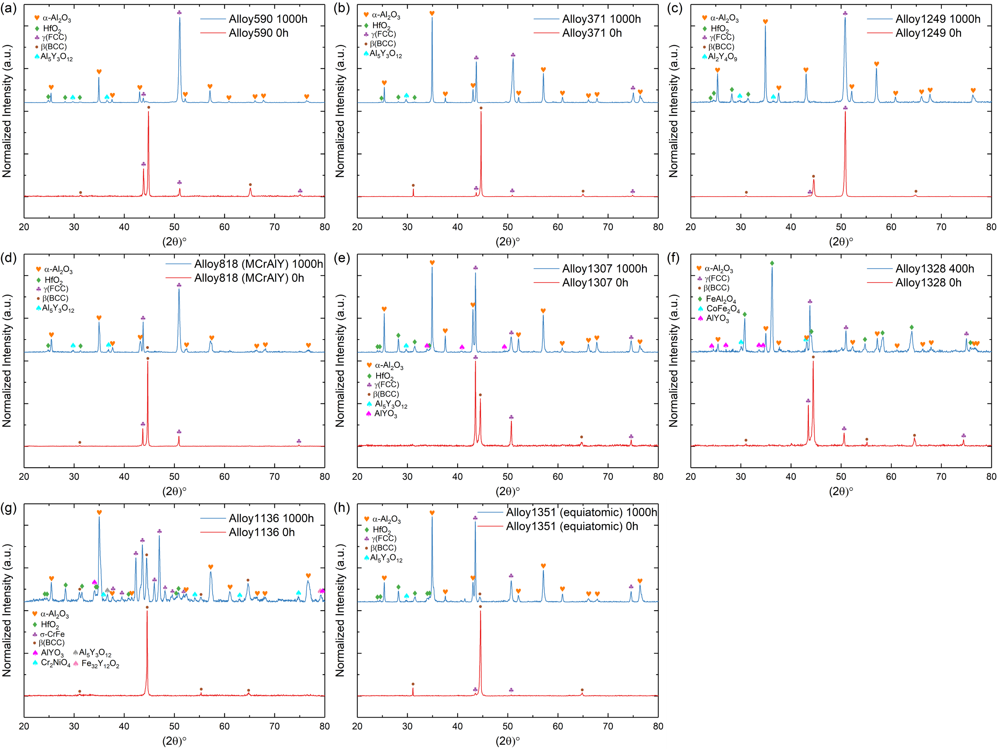 (a)
α-Al2O3
HfO2
γ(FCC)
β(BCC)
Al5Y3O12
Alloy590 1000h
Alloy590 0h
Normalized Intensity (a.u.)
20 30 40 50 60 70 80
(2θ)°
(b)
α-Al2O3
HfO2
γ(FCC)
β(BCC)
Al5Y3O12
Alloy371 1000h
Alloy371 0h
Normalized Intensity (a.u.)
20 30 40 50 60 70 80
(2θ)°
(c)
α-Al2O3
HfO2
γ(FCC)
β(BCC)
Al2Y4O9
Alloy1249 1000h
Alloy1249 0h
Normalized Intensity (a.u.)
20 30 40 50 60 70 80
(2θ)°
(d)
α-Al2O3
HfO2
γ(FCC)
β(BCC)
Al5Y3O12
Alloy818 (MCrAlY) 1000h
Alloy818 (MCrAlY) 0h
Normalized Intensity (a.u.)
20 30 40 50 60 70 80
(2θ)°
(e)
Alloy1307 1000h
Alloy1307 0h
α-Al2O3
HfO2
γ(FCC)
β(BCC)
Al5Y3O12
AlYO3
Normalized Intensity (a.u.)
20 30 40 50 60 70 80
(2θ)°
(f)
α-Al2O3
γ(FCC)
β(BCC)
FeAl2O4
CoFe2O4
AlYO3
Alloy1328 400h
Alloy1328 0h
Normalized Intensity (a.u.)
20 30 40 50 60 70 80
(2θ)°
(g)
Alloy1136 1000h
Alloy1136 0h
α-Al2O3
HfO2
σ-CrFe
β(BCC)
AlYO3 Al5Y3O12
Cr2NiO4 Fe32Y12O2
Normalized Intensity (a.u.)
20 30 40 50 60 70 80
(2θ)°
(h)
α-Al2O3
HfO2
γ(FCC)
β(BCC)
Al5Y3O12
Alloy1351 (equiatomic) 1000h
Alloy1351 (equiatomic) 0h
Normalized Intensity (a.u.)
20 30 40 50 60 70 80
(2θ)°